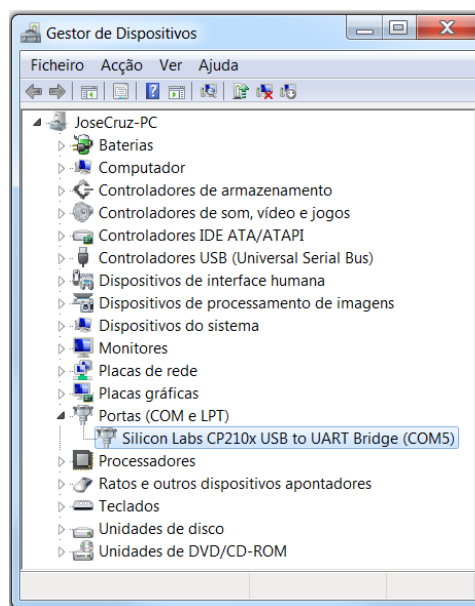 Gestor de Dispositivos
Ficheiro Acção Ver Ajuda
JoseCruz-PC
Baterias
Computador
Controladores de armazenamento
Controladores de som, vídeo e jogos
Controladores IDE ATA/ATAPI
Controladores USB (Universal Serial Bus)
Dispositivos de interface humana
Dispositivos de processamento de imagens
Dispositivos do sistema
Monitores
Placas de rede
Placas gráficas
Portas (COM e LPT)
Silicon Labs CP210x USB to UART Bridge (COM5)
Processadores
Ratos e outros dispositivos apontadores
Teclados
Unidades de disco
Unidades de DVD/CD-ROM